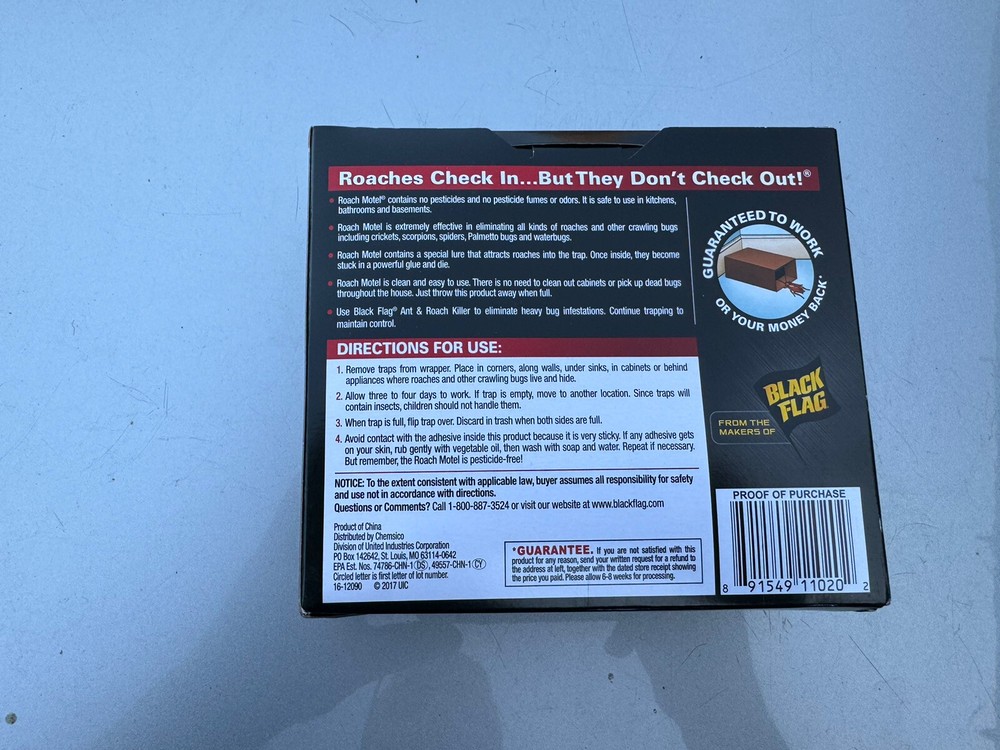 Roaches Check In...But They Don't Check Out!®
• Roach Motel® contains no pesticides and no pesticide fumes or odors. It is safe to use in kitchens,
bathrooms and basements.
• Roach Motel is extremely effective in eliminating all kinds of roaches and other crawling bugs
including crickets, scorpions, spiders, Palmetto bugs and waterbugs.
• Roach Motel contains a special lure that attracts roaches into the trap. Once inside, they become
stuck in a powerful glue and die.
• Roach Motel is clean and easy to use. There is no need to clean out cabinets or pick up dead bugs
throughout the house. Just throw this product away when full.
• Use Black Flag® Ant & Roach Killer to eliminate heavy bug infestations. Continue trapping to
maintain control.
GUARANTEED TO WORK
OR YOUR MONEY BACK*
DIRECTIONS FOR USE:
1. Remove traps from wrapper. Place in corners, along walls, under sinks, in cabinets or behind
appliances where roaches and other crawling bugs live and hide.
2. Allow three to four days to work. If trap is empty, move to another location. Since traps will
contain insects, children should not handle them.
3. When trap is full, flip trap over. Discard in trash when both sides are full.
4. Avoid contact with the adhesive inside this product because it is very sticky. If any adhesive gets
on your skin, rub gently with vegetable oil, then wash with soap and water. Repeat if necessary.
But remember, the Roach Motel is pesticide-free!
NOTICE: To the extent consistent with applicable law, buyer assumes all responsibility for safety
and use not in accordance with directions.
Questions or Comments? Call 1-800-887-3524 or visit our website at www.blackflag.com
Product of China
Distributed by Chemsico
Division of United Industries Corporation
PO Box 142642, St. Louis, MO 63114-0642
EPA Est. Nos. 74786-CHN-1 (DS), 49557-CHN-1 (CY)
Circled letter is first letter of lot number.
16-12090 © 2017 UIC
*GUARANTEE. If you are not satisfied with this
product for any reason, send your written request for a refund to
the address at left, together with the dated store receipt showing
the price you paid. Please allow 6-8 weeks for processing.
BLACK
FLAG
FROM THE
MAKERS OF
PROOF OF PURCHASE
8 91549 11020 2